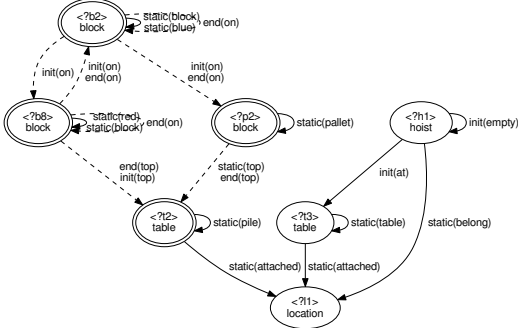 <?b2>
block
static(block)
static(blue)
end(on)
init(on)
init(on)
end(on)
init(on)
end(on)
<?b8>
block
static(red)
static(block)
end(on)
<?p2>
block
static(pallet)
<?h1>
hoist
init(empty)
end(top)
init(top)
static(top)
end(top)
init(at)
<?t2>
table
static(pile)
<?t3>
table
static(table)
static(belong)
static(attached)
static(attached)
<?l1>
location